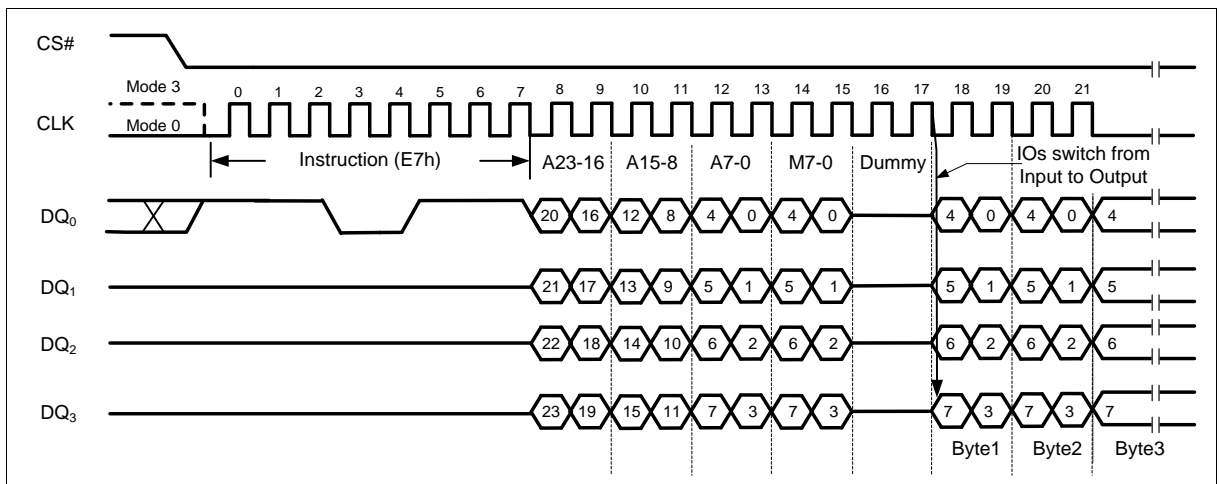 CS#
Mode 3
0 1 2 3 4 5 6 7 8 9 10 11 12 13 14 15 16 17 18 19 20 21
CLK
Mode 0
Instruction (E7h)
A23-16 A15-8 A7-0 M7-0 Dummy
IOs switch from
Input to Output
DQ0 20 16 12 8 4 0 4 0 4 0 4 0 4
DQ1 21 17 13 9 5 1 5 1 5 1 5 1 5
DQ2 22 18 14 10 6 2 6 2 6 2 6 2 6
DQ3 23 19 15 11 7 3 7 3 7 3 7 3 7
Byte1 Byte2 Byte3